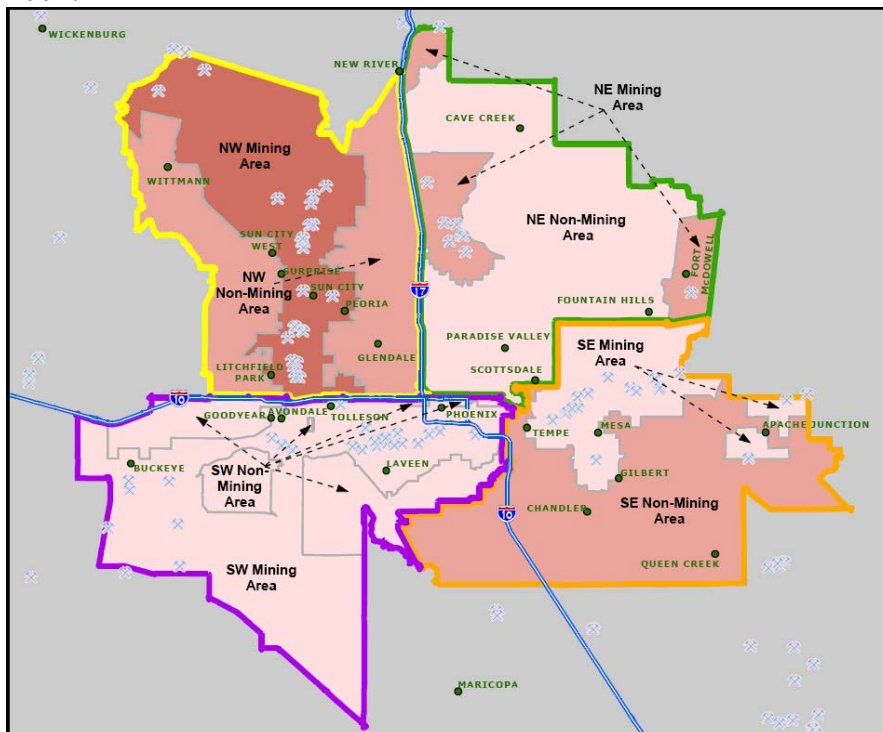 WICKENBURG
NEW RIVER
NE Mining
Area
CAVE CREEK
NW Mining
Area
WITTMANN
NE Non-Mining
Area
SUN CITY
WEST
SURPRISE
NW
Non-Mining
Area
SUN CITY
PEORIA
FORT
MCDOWELL
17
FOUNTAIN HILLS
GLENDALE
PARADISE VALLEY
SE Mining
Area
LITCHFIELD
PARK
SCOTTSDALE
10
GOODYEAR
AVONDALE
TOLLESON
PHOENIX
TEMPE
MESA
APACHE JUNCTION
BUCKEYE
SW Non-
Mining
Area
LAVEEN
GILBERT
SE Non-Mining
Area
CHANDLER
10
SW Mining
Area
QUEEN CREEK
MARICOPA